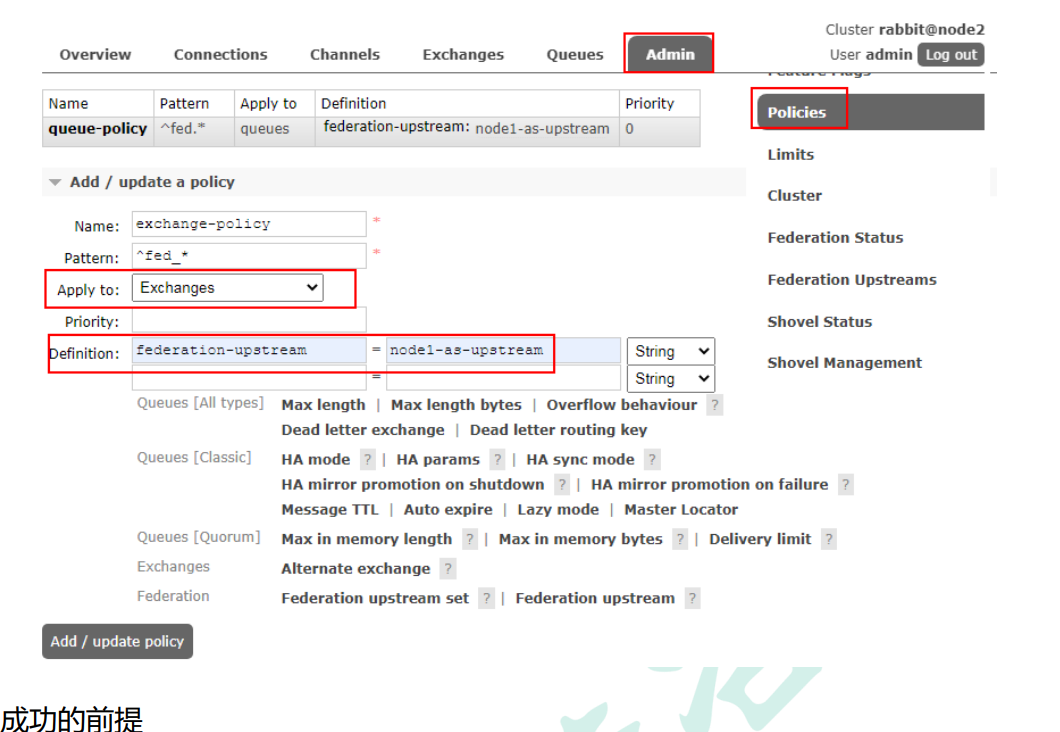 Cluster rabbit@node2
User admin Log out
Overview Connections Channels Exchanges Queues Admin
Feature Flags
Policies
Limits
Cluster
Federation Status
Federation Upstreams
Shovel Status
Shovel Management
Name Pattern Apply to Definition Priority
queue-policy ^fed.* queues federation-upstream: node1-as-upstream 0
Add / update a policy
Name: exchange-policy *
Pattern: ^fed_* *
Apply to: Exchanges
Priority:
Definition: federation-upstream = node1-as-upstream String
= String
Queues [All types] Max length | Max length bytes | Overflow behaviour ?
Dead letter exchange | Dead letter routing key
Queues [Classic] HA mode ? | HA params ? | HA sync mode ?
HA mirror promotion on shutdown ? | HA mirror promotion on failure ?
Message TTL | Auto expire | Lazy mode | Master Locator
Queues [Quorum] Max in memory length ? | Max in memory bytes ? | Delivery limit ?
Exchanges Alternate exchange ?
Federation Federation upstream set ? | Federation upstream ?
Add / update policy
成功的前提